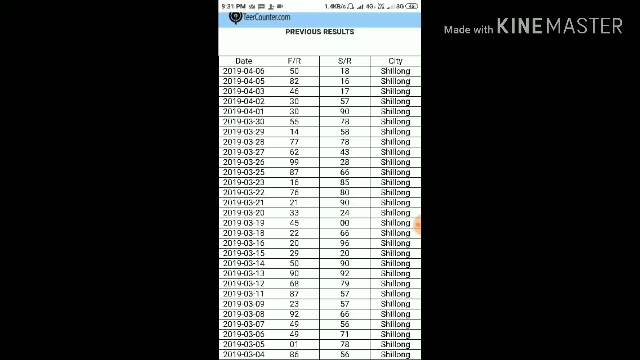 9:31 PM
1.4KB/s 4G 3G
TeerCounter.com
Made with KINEMASTER
PREVIOUS RESULTS
Date F/R S/R City
2019-04-06 50 18 Shillong
2019-04-05 82 16 Shillong
2019-04-03 46 17 Shillong
2019-04-02 30 57 Shillong
2019-04-01 30 90 Shillong
2019-03-30 55 78 Shillong
2019-03-29 14 58 Shillong
2019-03-28 77 78 Shillong
2019-03-27 62 43 Shillong
2019-03-26 99 28 Shillong
2019-03-25 87 66 Shillong
2019-03-23 16 85 Shillong
2019-03-22 76 80 Shillong
2019-03-21 21 90 Shillong
2019-03-20 33 24 Shillong
2019-03-19 45 00 Shillong
2019-03-18 22 66 Shillong
2019-03-16 20 96 Shillong
2019-03-15 29 20 Shillong
2019-03-14 50 90 Shillong
2019-03-13 90 92 Shillong
2019-03-12 68 79 Shillong
2019-03-11 87 57 Shillong
2019-03-09 23 57 Shillong
2019-03-08 92 66 Shillong
2019-03-07 49 56 Shillong
2019-03-06 49 71 Shillong
2019-03-05 01 78 Shillong
2019-03-04 86 56 Shillong